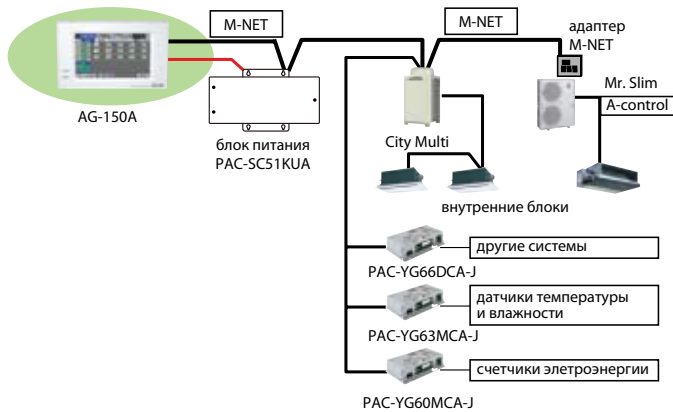 M-NET
M-NET
адаптер
M-NET
AG-150A
блок питания
PAC-SC51KUA
City Multi
Mr. Slim
A-control
внутренние блоки
другие системы
PAC-YG66DCA-J
датчики температуры
и влажности
PAC-YG63MCA-J
счетчики элетроэнергии
PAC-YG60MCA-J